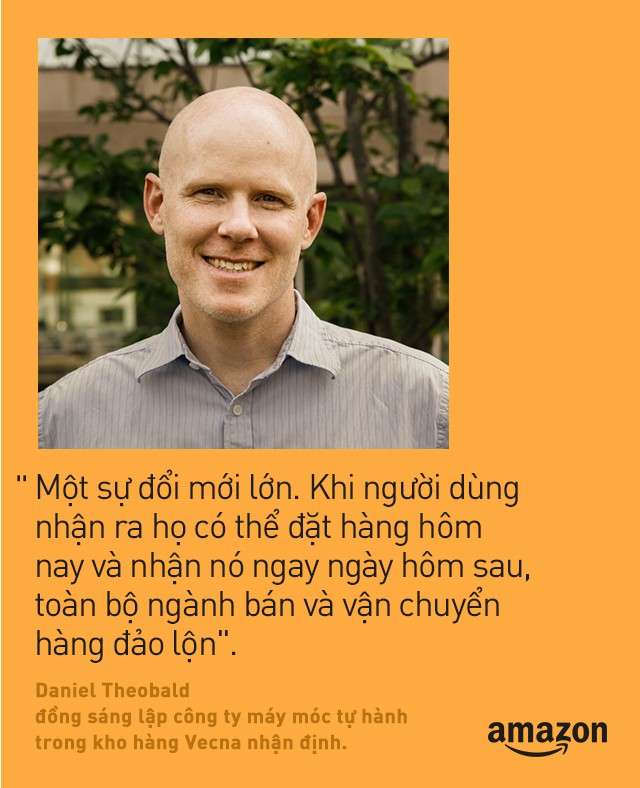 " Một sự đổi mới lớn. Khi người dùng
nhận ra họ có thể đặt hàng hôm
nay và nhận nó ngay ngày hôm sau,
toàn bộ ngành bán và vận chuyển
hàng đảo lộn".
Daniel Theobald
đồng sáng lập công ty máy móc tự hành
trong kho hàng Vecna nhận định.
amazon